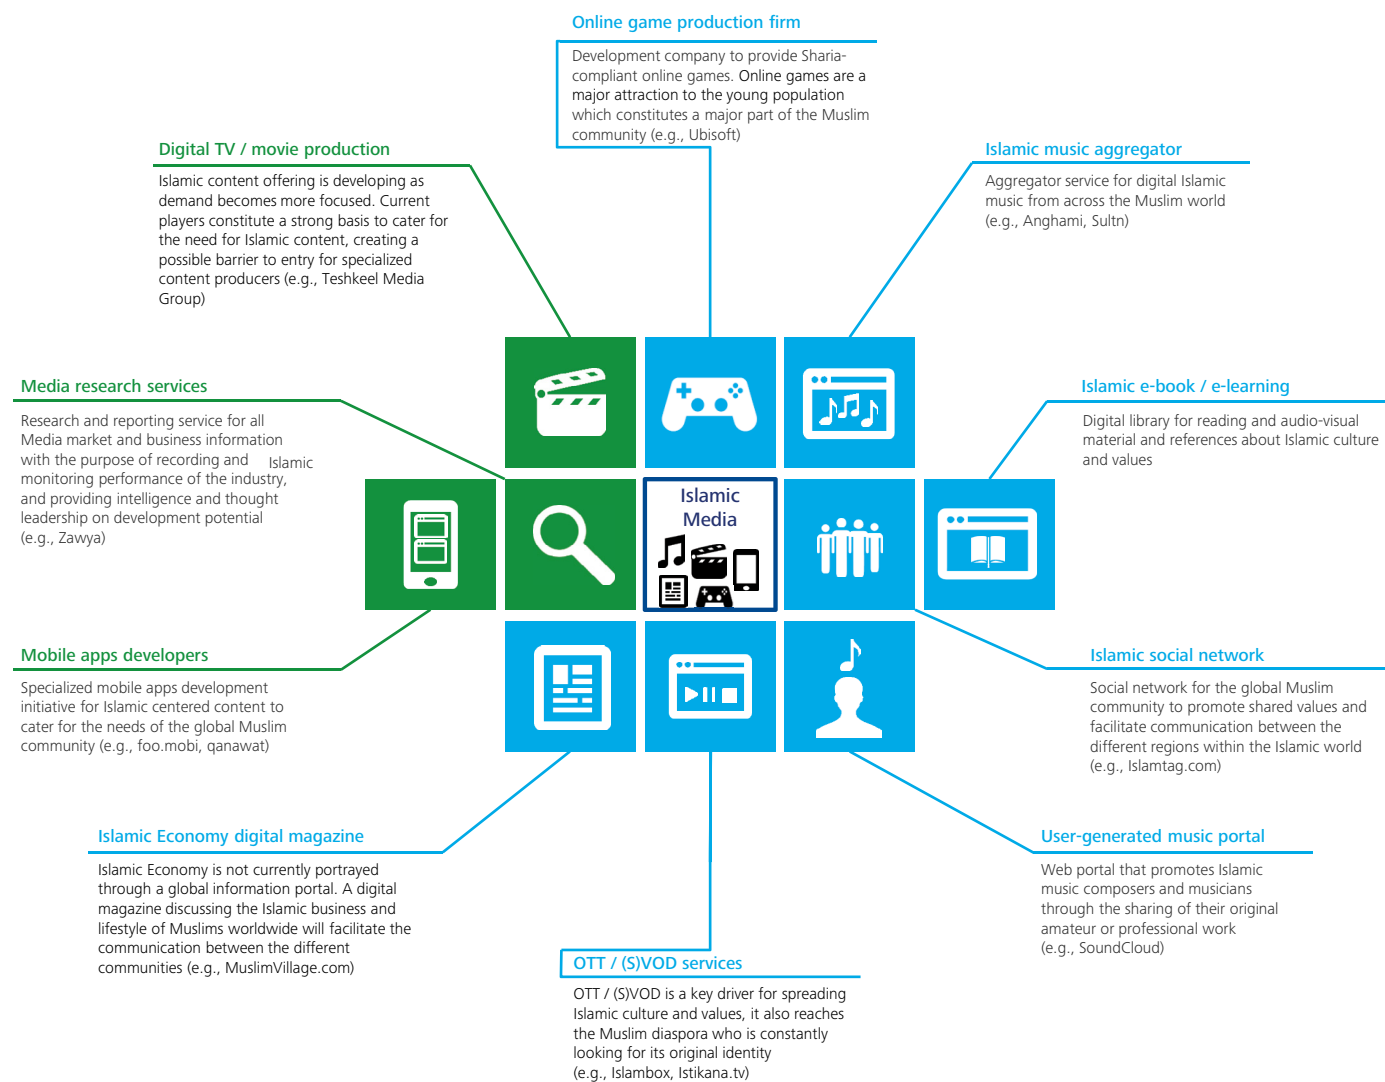 Online game production firm
Development company to provide Sharia-
compliant online games. Online games are a
major attraction to the young population
which constitutes a major part of the Muslim
community (e.g., Ubisoft)
Digital TV / movie production
Islamic content offering is developing as
demand becomes more focused. Current
players constitute a strong basis to cater for
the need for Islamic content, creating a
possible barrier to entry for specialized
content producers (e.g., Teshkeel Media
Group)
Islamic music aggregator
Aggregator service for digital Islamic
music from across the Muslim world
(e.g., Anghami, Sultn)
Media research services
Research and reporting service for all
Media market and business information
with the purpose of recording and Islamic
monitoring performance of the industry,
and providing intelligence and thought
leadership on development potential
(e.g., Zawya)
Islamic e-book / e-learning
Digital library for reading and audio-visual
material and references about Islamic culture
and values
Islamic
Media
Mobile apps developers
Specialized mobile apps development
initiative for Islamic centered content to
cater for the needs of the global Muslim
community (e.g., foo.mobi, qanawat)
Islamic social network
Social network for the global Muslim
community to promote shared values and
facilitate communication between the
different regions within the Islamic world
(e.g., Islamtag.com)
Islamic Economy digital magazine
Islamic Economy is not currently portrayed
through a global information portal. A digital
magazine discussing the Islamic business and
lifestyle of Muslims worldwide will facilitate the
communication between the different
communities (e.g., MuslimVillage.com)
User-generated music portal
Web portal that promotes Islamic
music composers and musicians
through the sharing of their original
amateur or professional work
(e.g., SoundCloud)
OTT / (S)VOD services
OTT / (S)VOD is a key driver for spreading
Islamic culture and values, it also reaches
the Muslim diaspora who is constantly
looking for its original identity
(e.g., Islambox, Istikana.tv)